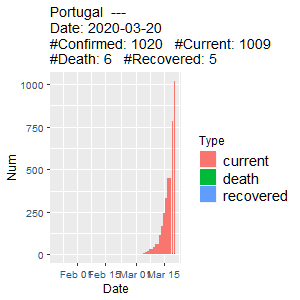 Portugal ---
Date: 2020-03-20
#Confirmed: 1020 #Current: 1009
#Death: 6 #Recovered: 5
1000
750
500
250
0
Num
Feb 01 Feb 15 Mar 01 Mar 15
Date
Type
current
death
recovered